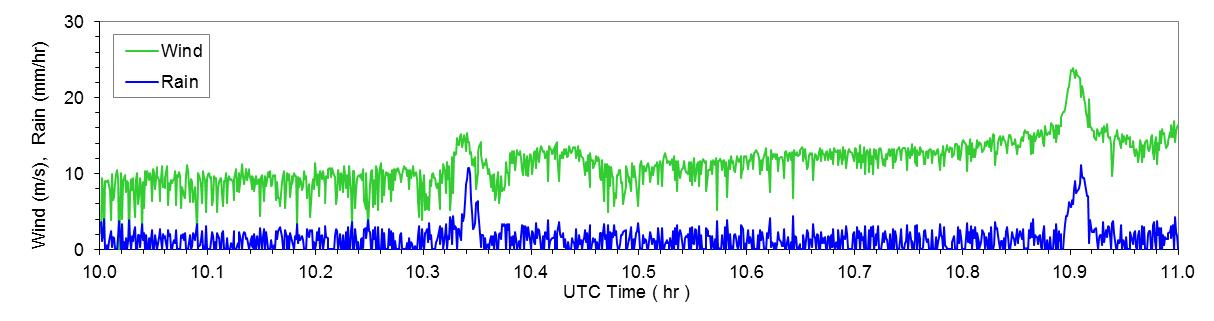 30
20
10
0
Wind (m/s), Rain (mm/hr)
Wind
Rain
10.0 10.1 10.2 10.3 10.4 10.5 10.6 10.7 10.8 10.9 11.0
UTC Time ( hr )